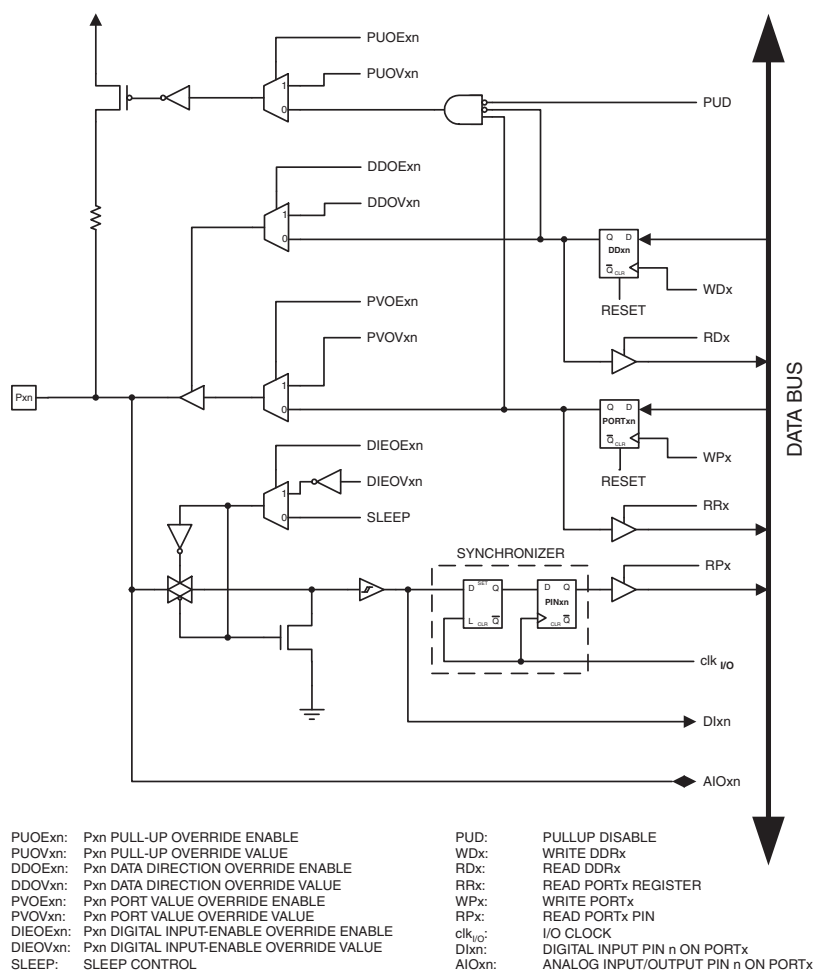 PUOExn
PUOVxn
1
0
PUD
DDOExn
DDOVxn
1
0
Q D
DDxn
Q CLR
WDx
RESET
RDx
PVOExn
PVOVxn
1
0
Pxn
Q D
PORTxn
Q CLR
WPx
RESET
RRx
DIEOExn
DIEOVxn
1
0
SLEEP
SYNCHRONIZER
RPx
D SET Q
L CLR Q
D Q
PINxn
CLR Q
clk I/O
DIxn
AIOxn
DATA BUS
PUOExn: Pxn PULL-UP OVERRIDE ENABLE
PUOVxn: Pxn PULL-UP OVERRIDE VALUE
DDOExn: Pxn DATA DIRECTION OVERRIDE ENABLE
DDOVxn: Pxn DATA DIRECTION OVERRIDE VALUE
PVOExn: Pxn PORT VALUE OVERRIDE ENABLE
PVOVxn: Pxn PORT VALUE OVERRIDE VALUE
DIEOExn: Pxn DIGITAL INPUT-ENABLE OVERRIDE ENABLE
DIEOVxn: Pxn DIGITAL INPUT-ENABLE OVERRIDE VALUE
SLEEP: SLEEP CONTROL
PUD: PULLUP DISABLE
WDx: WRITE DDRx
RDx: READ DDRx
RRx: READ PORTx REGISTER
WPx: WRITE PORTx
RPx: READ PORTx PIN
clkI/O: I/O CLOCK
DIxn: DIGITAL INPUT PIN n ON PORTx
AIOxn: ANALOG INPUT/OUTPUT PIN n ON PORTx